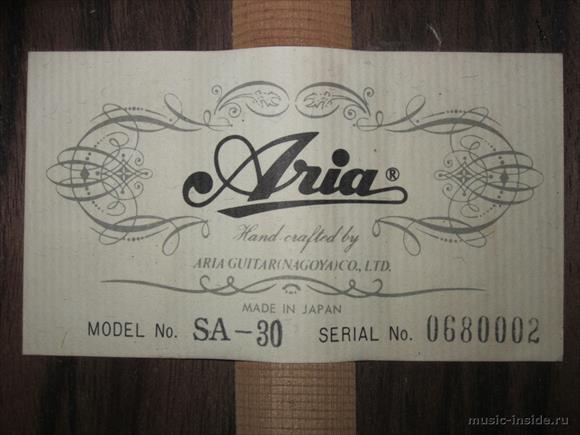 Aria®
Hand-crafted by
ARIA GUITAR(NAGOYA)CO., LTD.
MADE IN JAPAN
MODEL No. SA-30 SERIAL No. 0680002
music-inside.ru